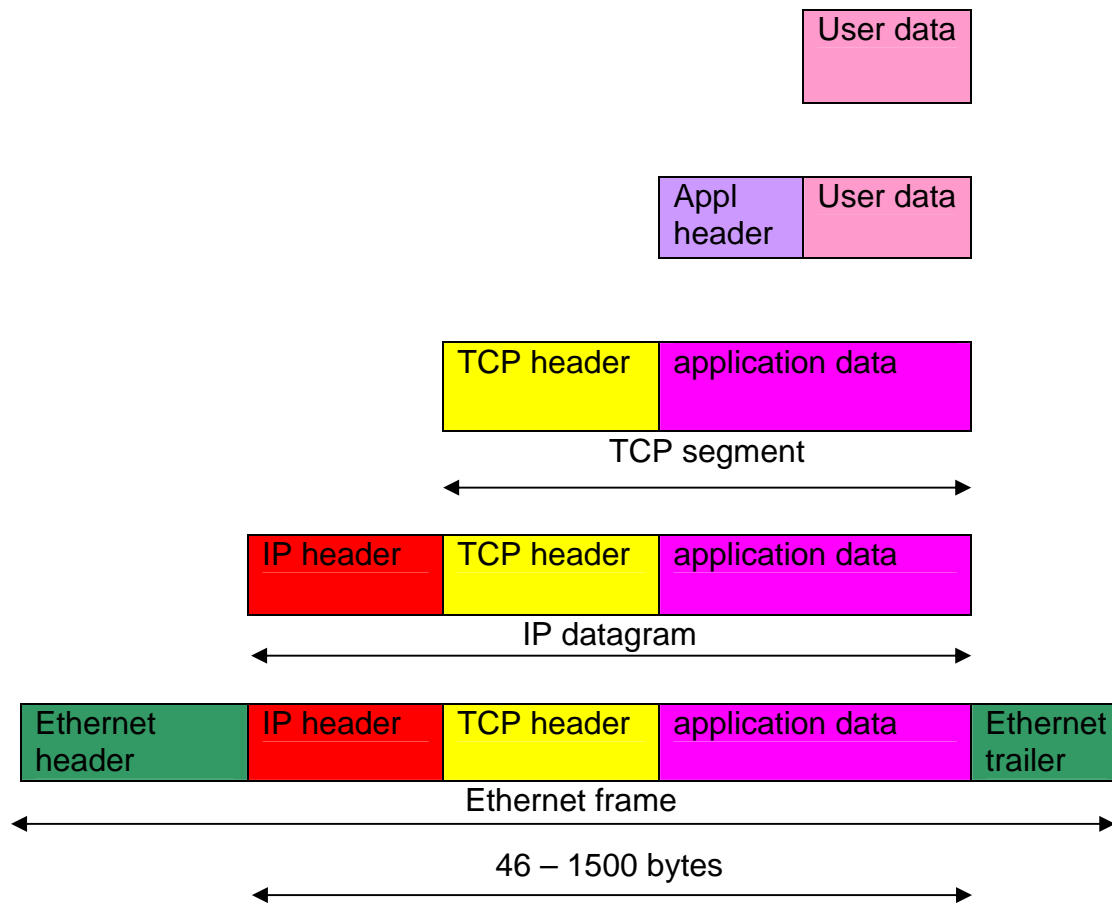 User data
Appl User data
header
TCP header application data
TCP segment
IP header TCP header application data
IP datagram
Ethernet IP header TCP header application data Ethernet
header trailer
Ethernet frame
46 – 1500 bytes